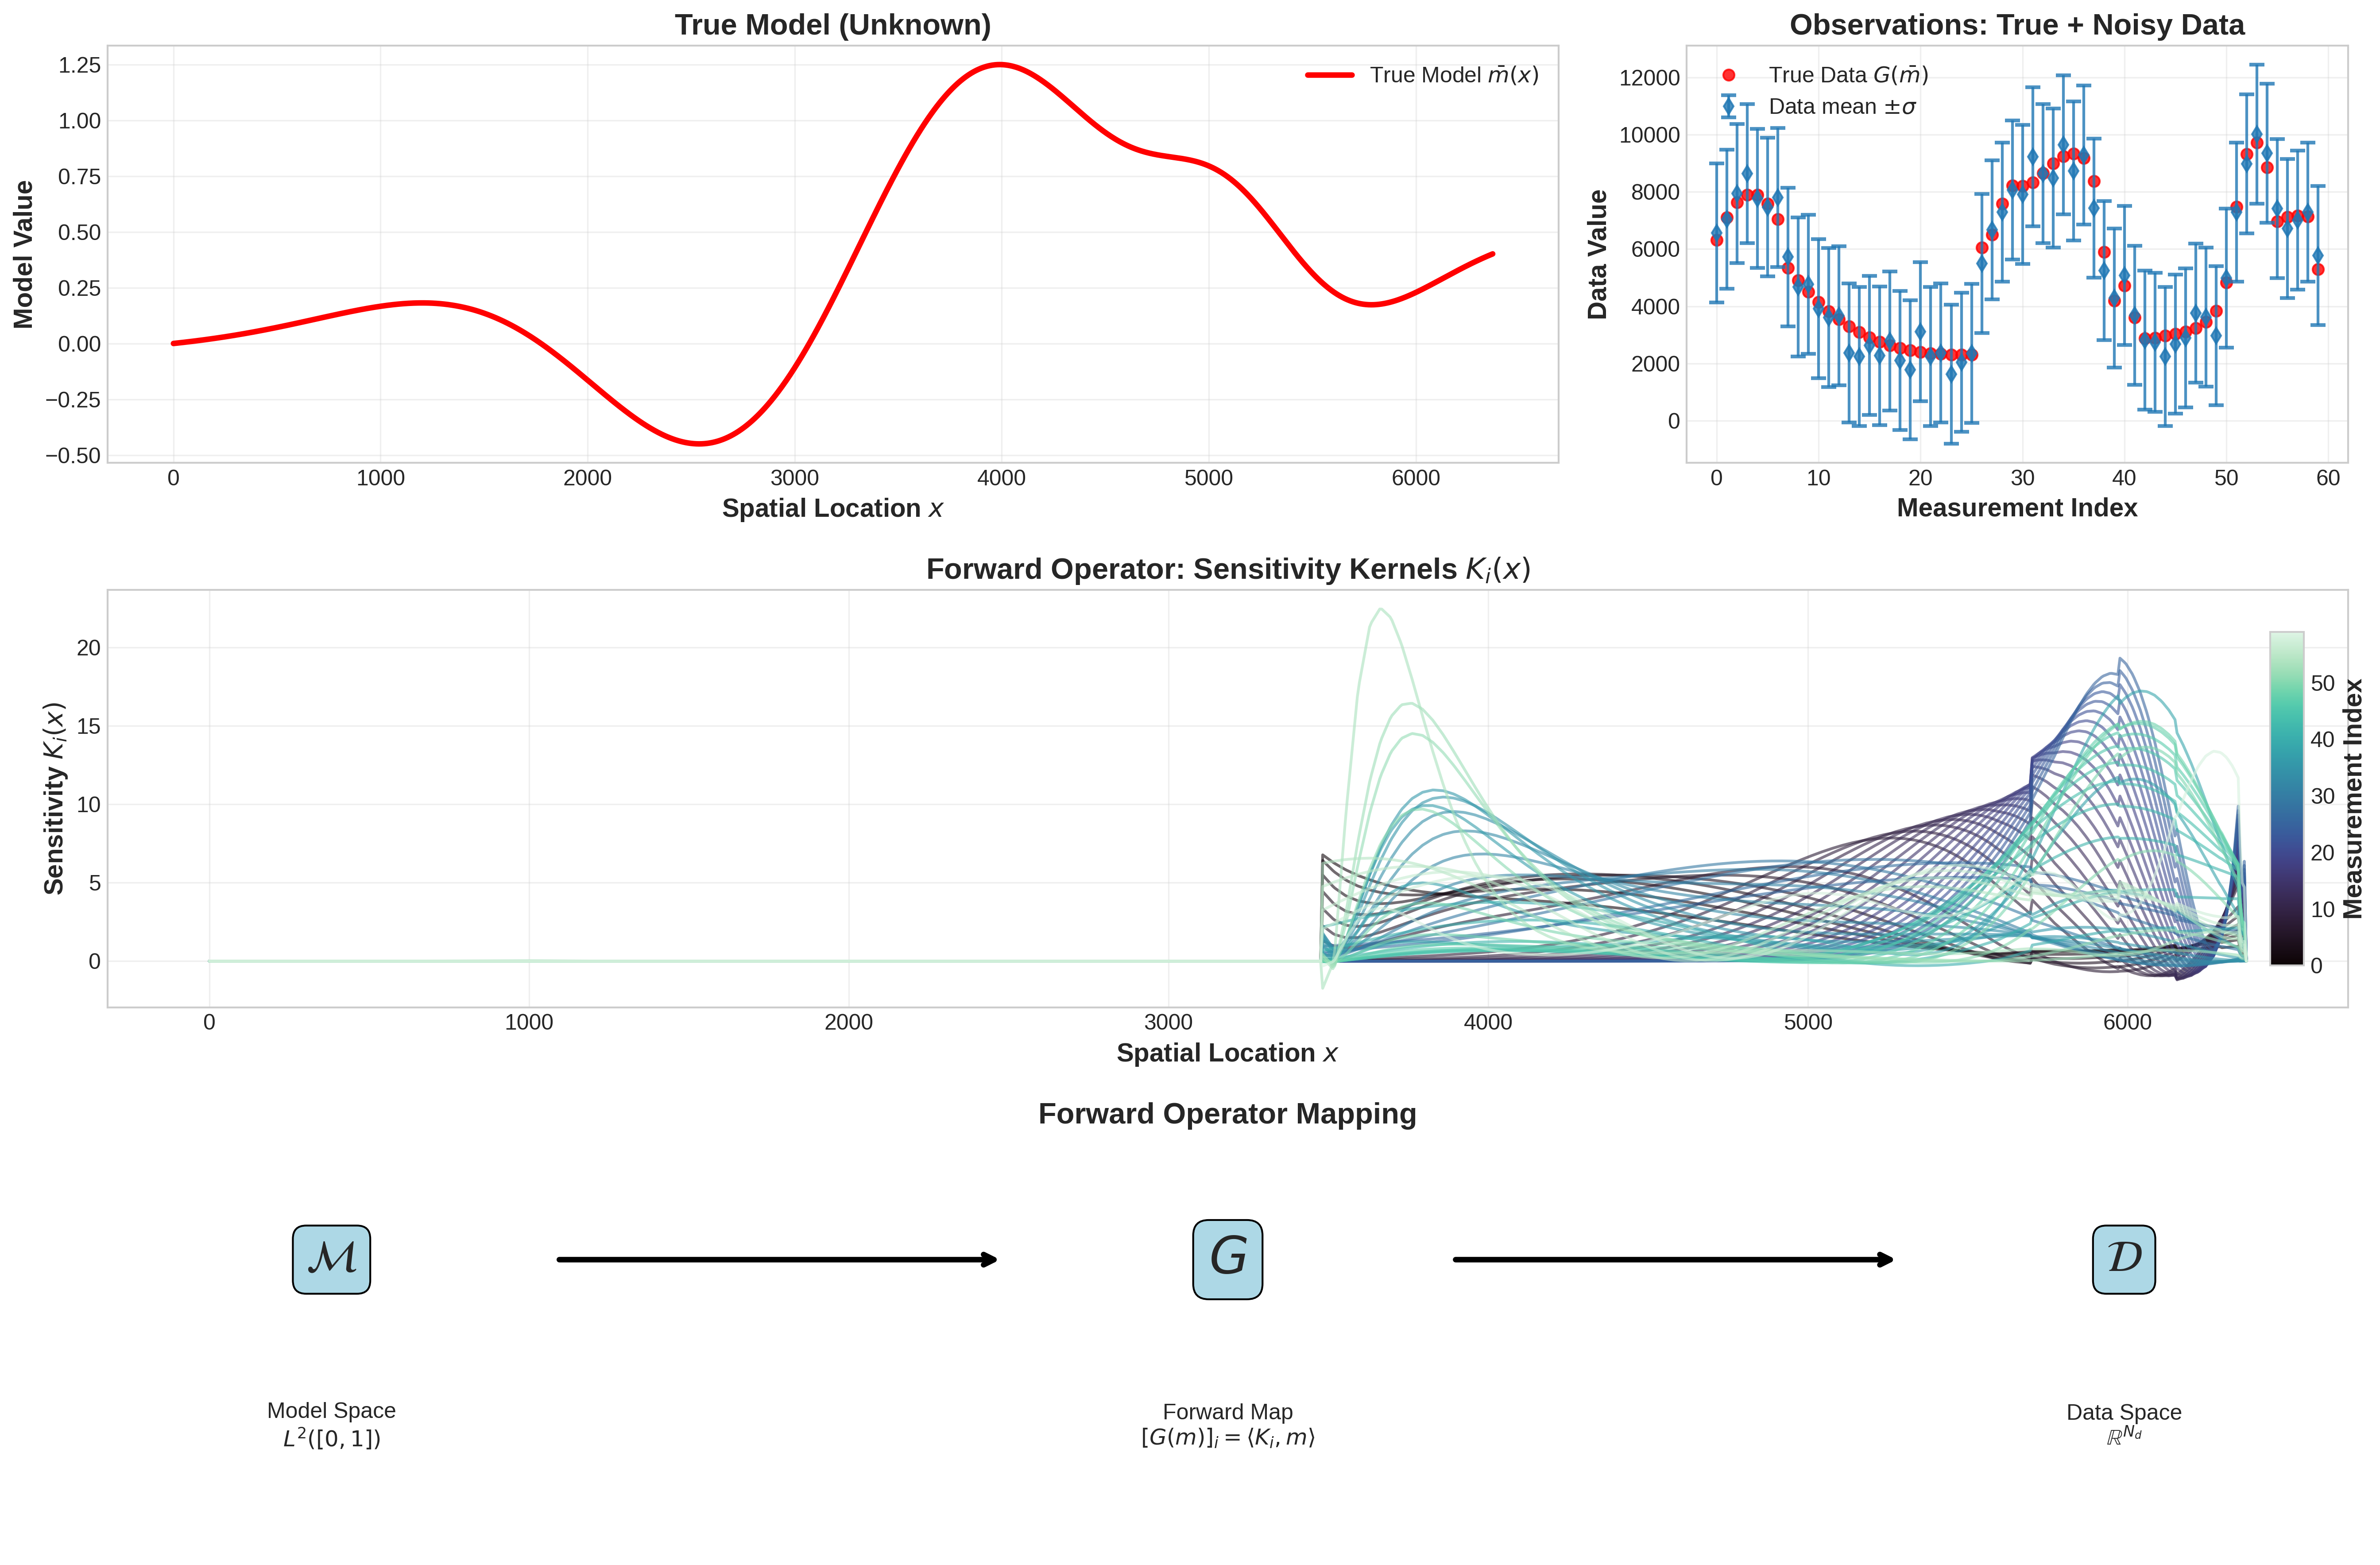 True Model (Unknown)
True Model m̄(x)
1.25
1.00
0.75
0.50
0.25
0.00
−0.25
−0.50
Model Value
0 1000 2000 3000 4000 5000 6000
Spatial Location x
Observations: True + Noisy Data
True Data G(m̄)
Data mean ±σ
12000
10000
8000
6000
4000
2000
0
Data Value
0 10 20 30 40 50 60
Measurement Index
Forward Operator: Sensitivity Kernels Kᵢ(x)
20
15
10
5
0
Sensitivity Kᵢ(x)
0 1000 2000 3000 4000 5000 6000
Spatial Location x
50
40
30
20
10
0
Measurement Index
Forward Operator Mapping
ℳ
G
𝒟
Model Space
L²([0, 1])
Forward Map
[G(m)]ᵢ = ⟨Kᵢ, m⟩
Data Space
ℝ^{N_d}